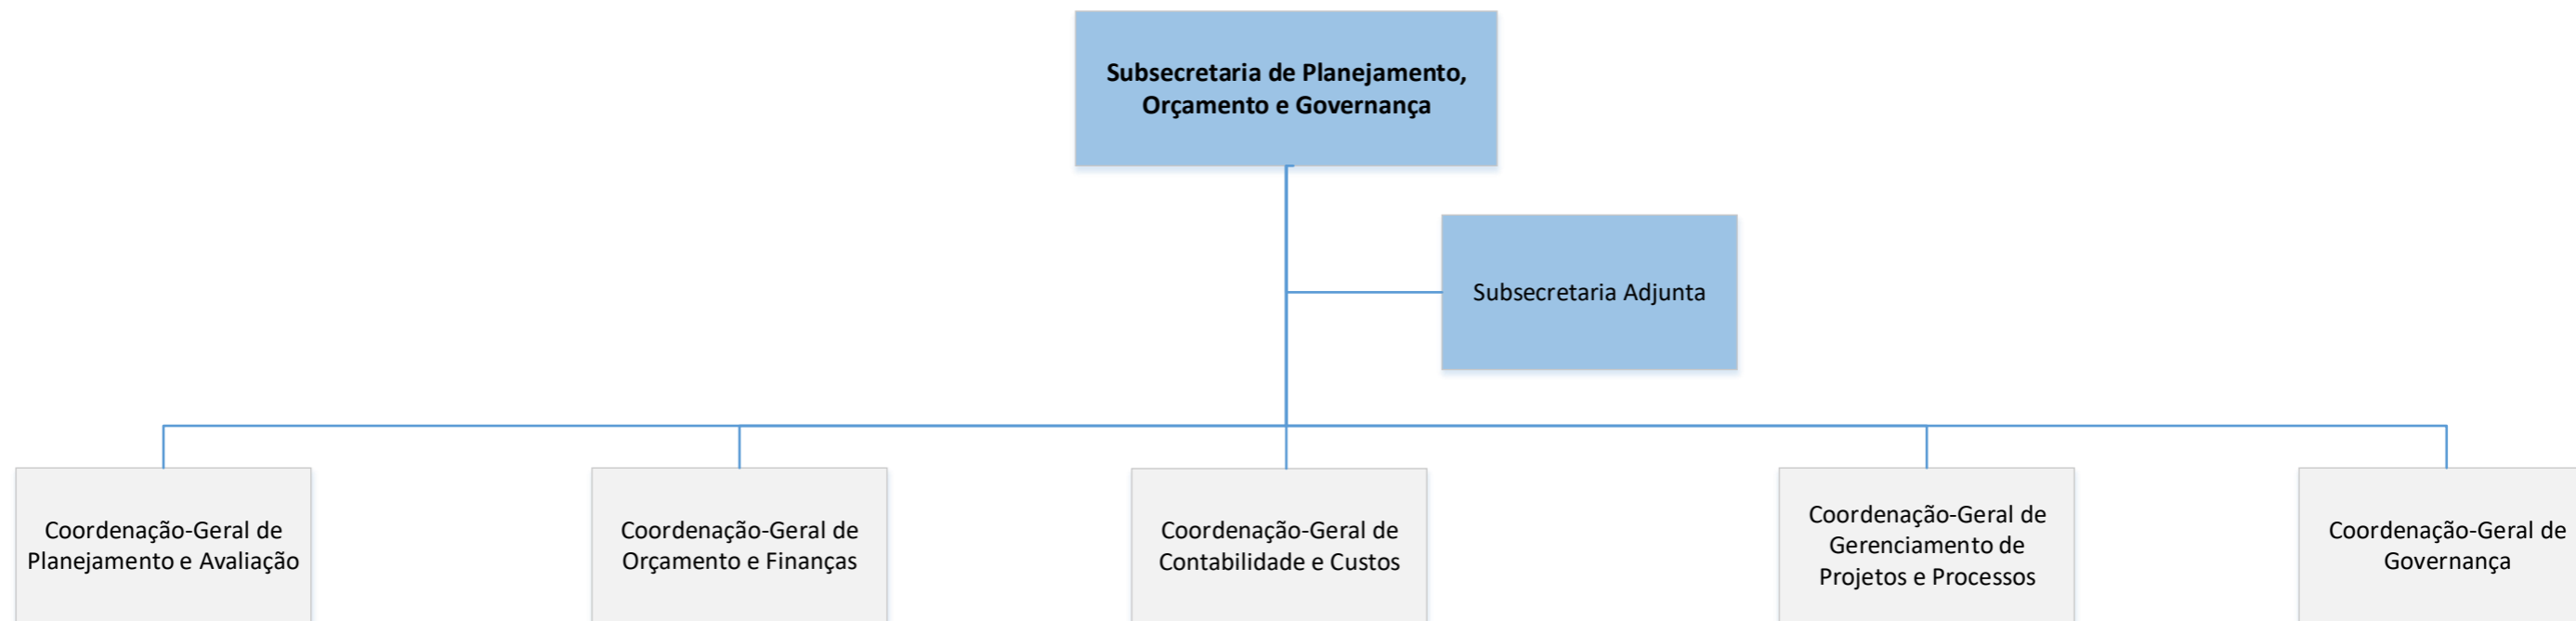 Subsecretaria de Planejamento,
Orçamento e Governança
Subsecretaria Adjunta
Coordenação-Geral de
Planejamento e Avaliação
Coordenação-Geral de
Orçamento e Finanças
Coordenação-Geral de
Contabilidade e Custos
Coordenação-Geral de
Gerenciamento de
Projetos e Processos
Coordenação-Geral de
Governança